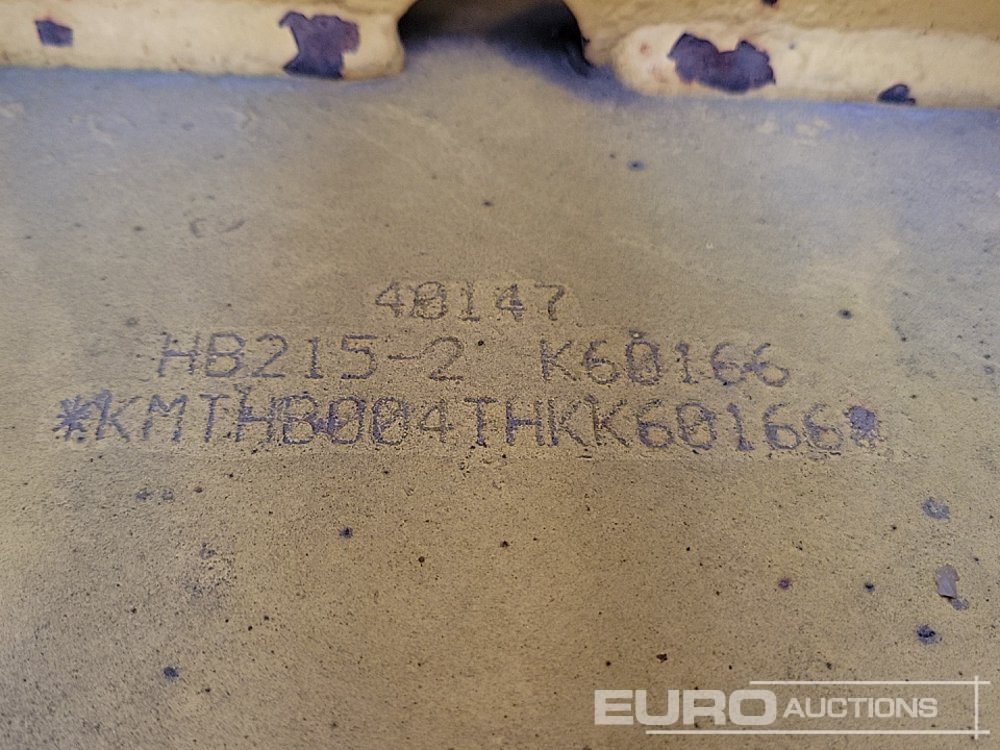 40147
HB215-2 K60166
*KMTHB004THKK60166*
EURO AUCTIONS